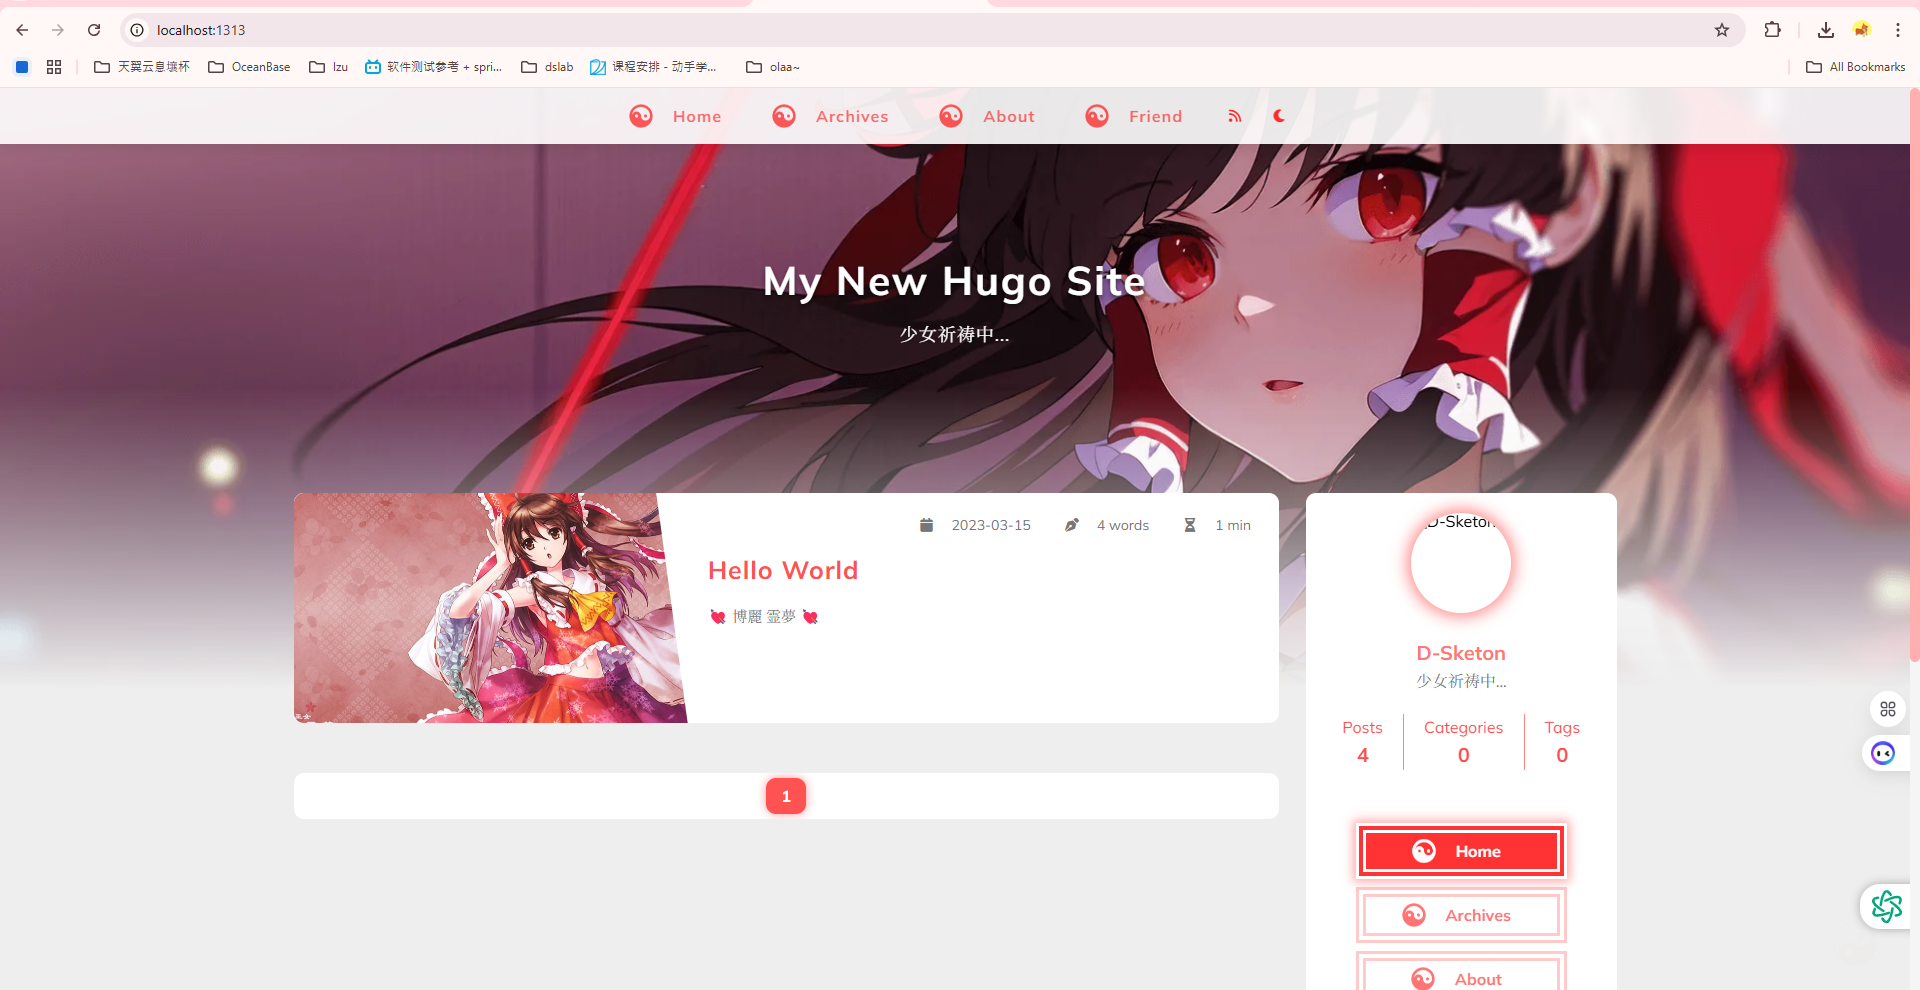 localhost:1313
天翼云息壤杯
OceanBase
lzu
软件测试参考 + spri...
dslab
课程安排 - 动手学...
olaa~
All Bookmarks
Home
Archives
About
Friend
My New Hugo Site
少女祈祷中...
2023-03-15
4 words
1 min
Hello World
💘 博麗 霊夢 💘
1
D-Sketon
D-Sketon
少女祈祷中...
Posts
4
Categories
0
Tags
0
Home
Archives
About